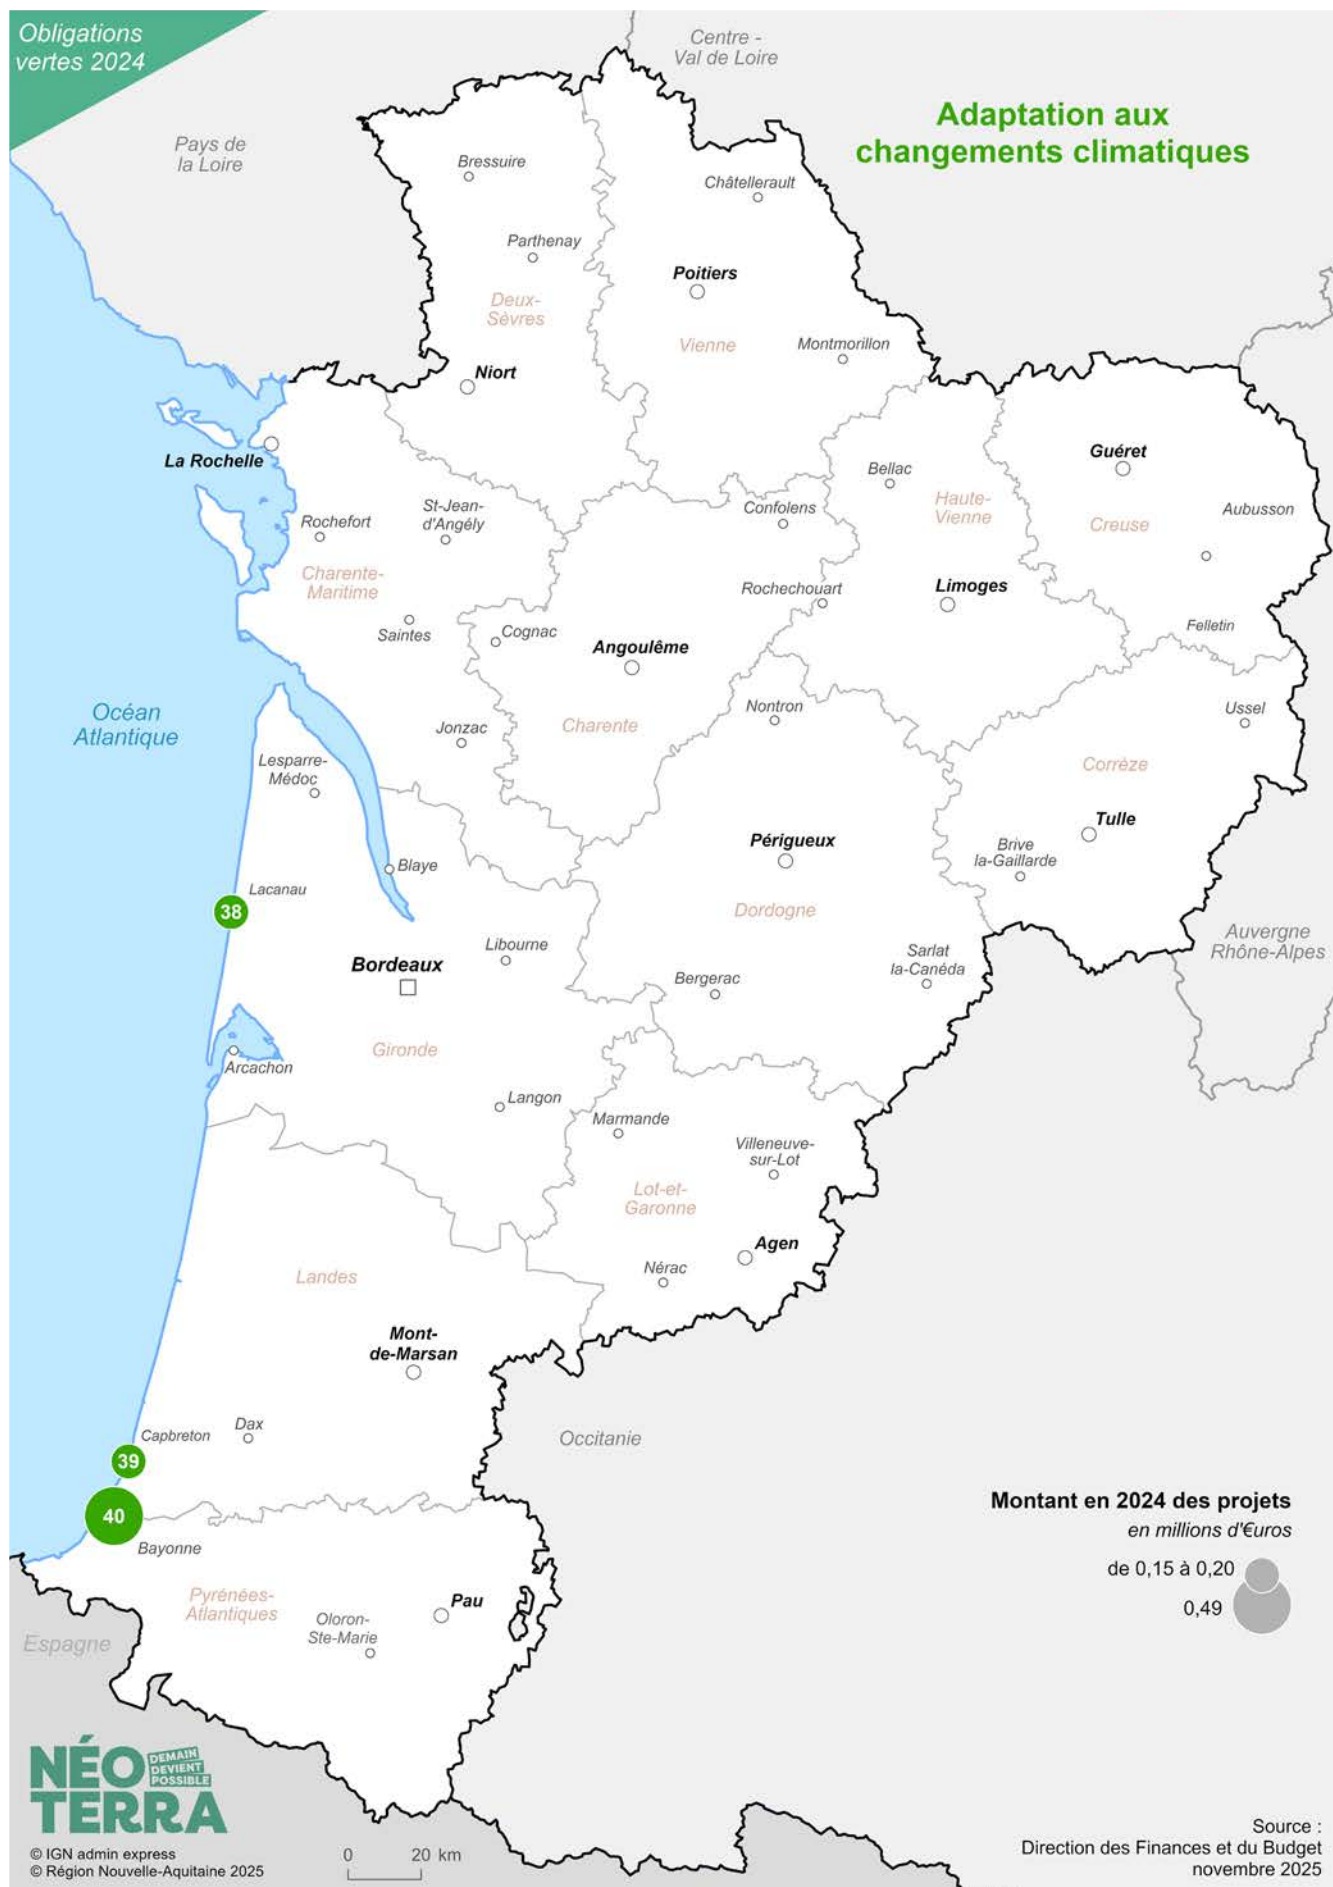 Obligations
vertes 2024
Centre -
Val de Loire
Adaptation aux
changements climatiques
Pays de
la Loire
Bressuire
Châtellerault
Parthenay
Poitiers
Deux-
Sèvres
Vienne
Montmorillon
Niort
La Rochelle
Guéret
Bellac
Haute-
Vienne
Creuse
Aubusson
Rochefort
St-Jean-
d'Angély
Confolens
Charente-
Maritime
Rochechouart
Limoges
Saintes
Cognac
Angoulême
Felletin
Océan
Atlantique
Jonzac
Charente
Nontron
Ussel
Lesparre-
Médoc
Corrèze
Tulle
Périgueux
Brive
la-Gaillarde
Blaye
Lacanau
38
Dordogne
Auvergne
Rhône-Alpes
Libourne
Bordeaux
Sarlat
la-Canéda
Bergerac
Gironde
Arcachon
Langon
Marmande
Villeneuve-
sur-Lot
Lot-et-
Garonne
Agen
Nérac
Landes
Mont-
de-Marsan
Dax
Capbreton
39
Occitanie
40
Bayonne
Montant en 2024 des projets
en millions d'€uros
de 0,15 à 0,20
0,49
Pyrénées-
Atlantiques
Pau
Oloron-
Ste-Marie
Espagne
NÉO
TERRA
DEMAIN
DEVIENT
POSSIBLE
© IGN admin express
© Région Nouvelle-Aquitaine 2025
0 20 km
Source :
Direction des Finances et du Budget
novembre 2025